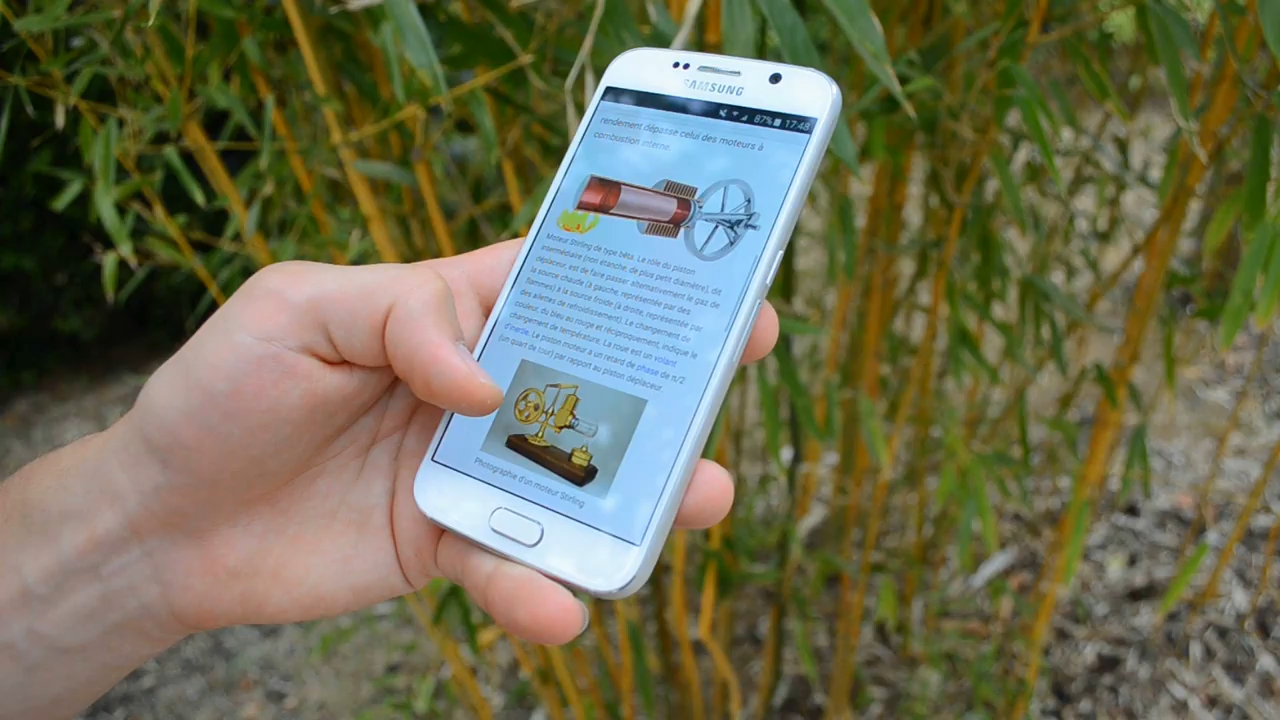 SAMSUNG
87% 17:48
rendement dépasse celui des moteurs à
combustion interne.
Moteur Stirling de type bêta. Le rôle du piston
intermédiaire (non étanche, de plus petit diamètre), dit
déplaceur, est de faire passer alternativement le gaz de
la source chaude (à gauche, représentée par des
flammes) à la source froide (à droite, représentée par
des ailettes de refroidissement). Le changement de
couleur, du bleu au rouge et réciproquement, indique le
changement de température. La roue est un volant
d'inertie. Le piston moteur a un retard de phase de π/2
(un quart de tour) par rapport au piston déplaceur.
Photographie d'un moteur Stirling